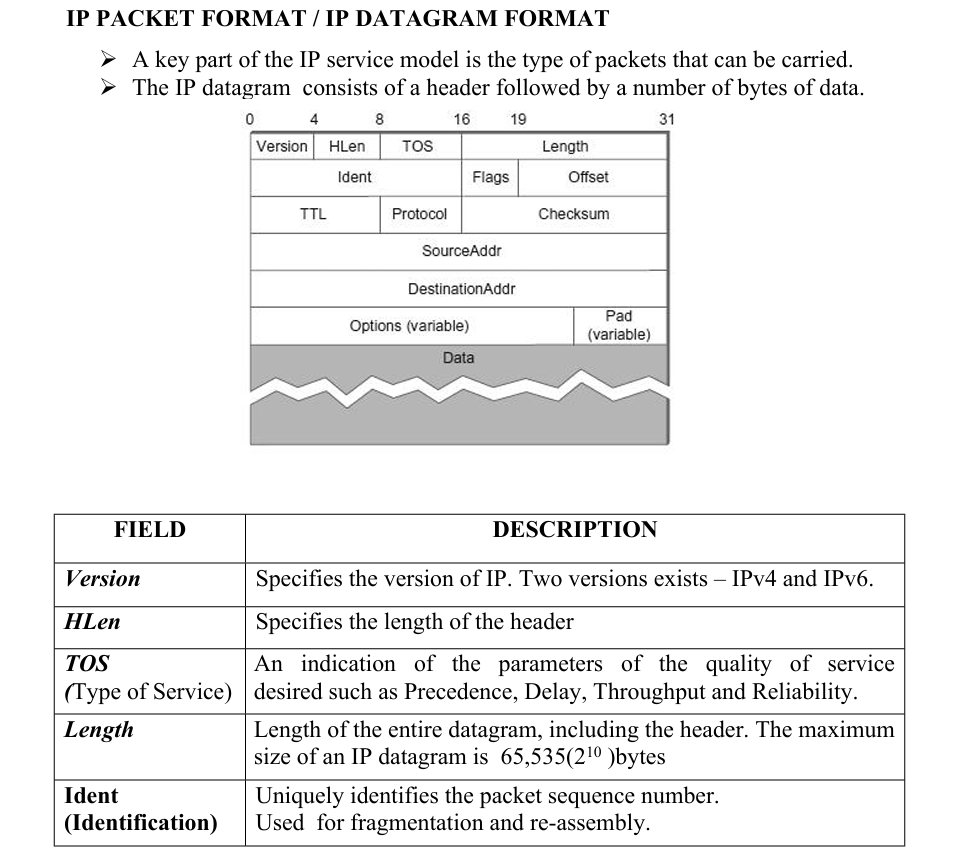 IP PACKET FORMAT / IP DATAGRAM FORMAT
➢ A key part of the IP service model is the type of packets that can be carried.
➢ The IP datagram consists of a header followed by a number of bytes of data.
0 4 8 16 19 31
Version HLen TOS Length
Ident Flags Offset
TTL Protocol Checksum
SourceAddr
DestinationAddr
Options (variable) Pad
(variable)
Data
FIELD DESCRIPTION
Version Specifies the version of IP. Two versions exists – IPv4 and IPv6.
HLen Specifies the length of the header
TOS An indication of the parameters of the quality of service
(Type of Service) desired such as Precedence, Delay, Throughput and Reliability.
Length Length of the entire datagram, including the header. The maximum
size of an IP datagram is 65,535(2¹⁰ )bytes
Ident Uniquely identifies the packet sequence number.
(Identification) Used for fragmentation and re-assembly.